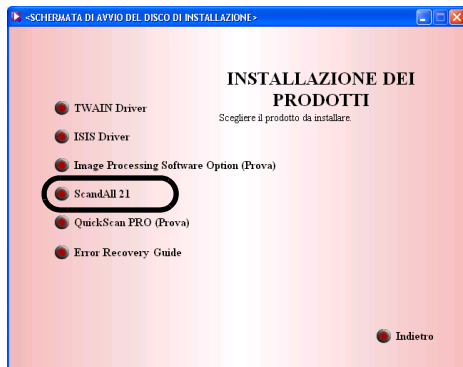 <SCHERMATA DI AVVIO DEL DISCO DI INSTALLAZIONE>
INSTALLAZIONE DEI
PRODOTTI
Scegliere il prodotto da installare.
TWAIN Driver
ISIS Driver
Image Processing Software Option (Prova)
ScandAll 21
QuickScan PRO (Prova)
Error Recovery Guide
Indietro